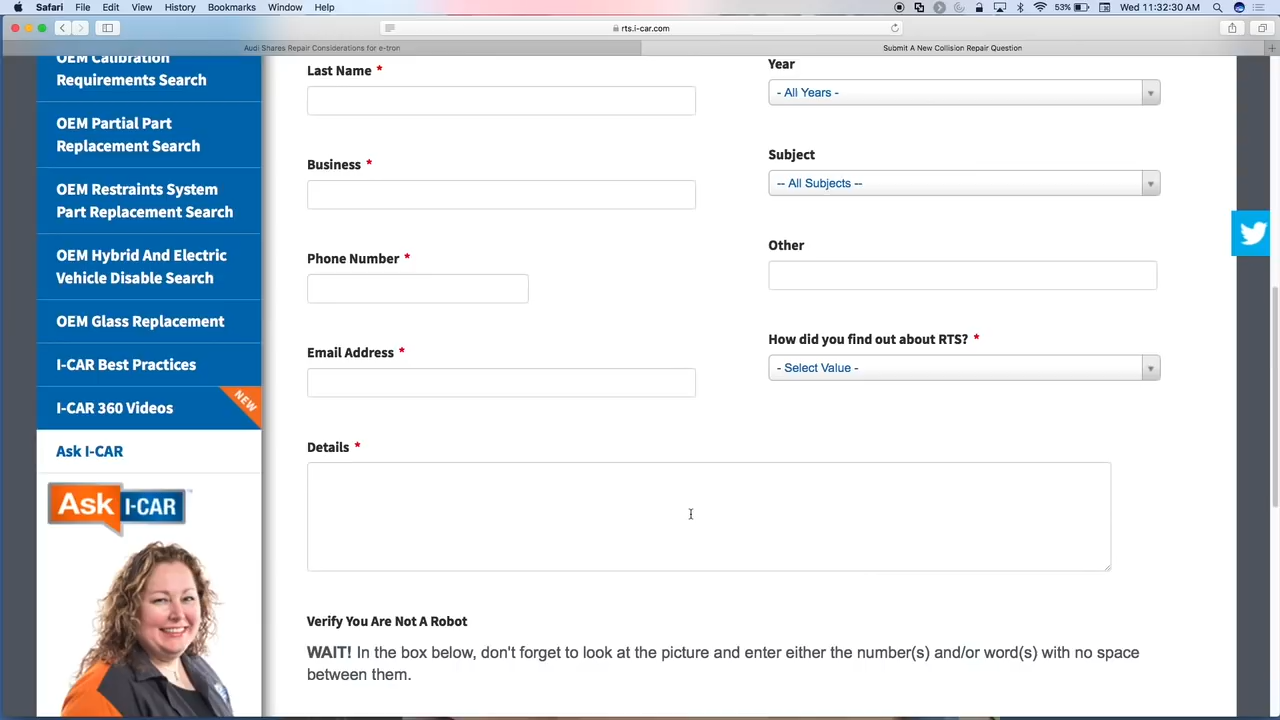 Safari File Edit View History Bookmarks Window Help 53% Wed 11:32:30 AM
rts.i-car.com
Audi Shares Repair Considerations for e-tron
Submit A New Collision Repair Question
OEM Calibration
Requirements Search
OEM Partial Part
Replacement Search
OEM Restraints System
Part Replacement Search
OEM Hybrid And Electric
Vehicle Disable Search
OEM Glass Replacement
I-CAR Best Practices
I-CAR 360 Videos
NEW
Ask I-CAR
Ask I-CAR
Last Name *
Business *
Phone Number *
Email Address *
Year
- All Years -
Subject
-- All Subjects --
Other
How did you find out about RTS? *
- Select Value -
Details *
Verify You Are Not A Robot
WAIT! In the box below, don't forget to look at the picture and enter either the number(s) and/or word(s) with no space
between them.